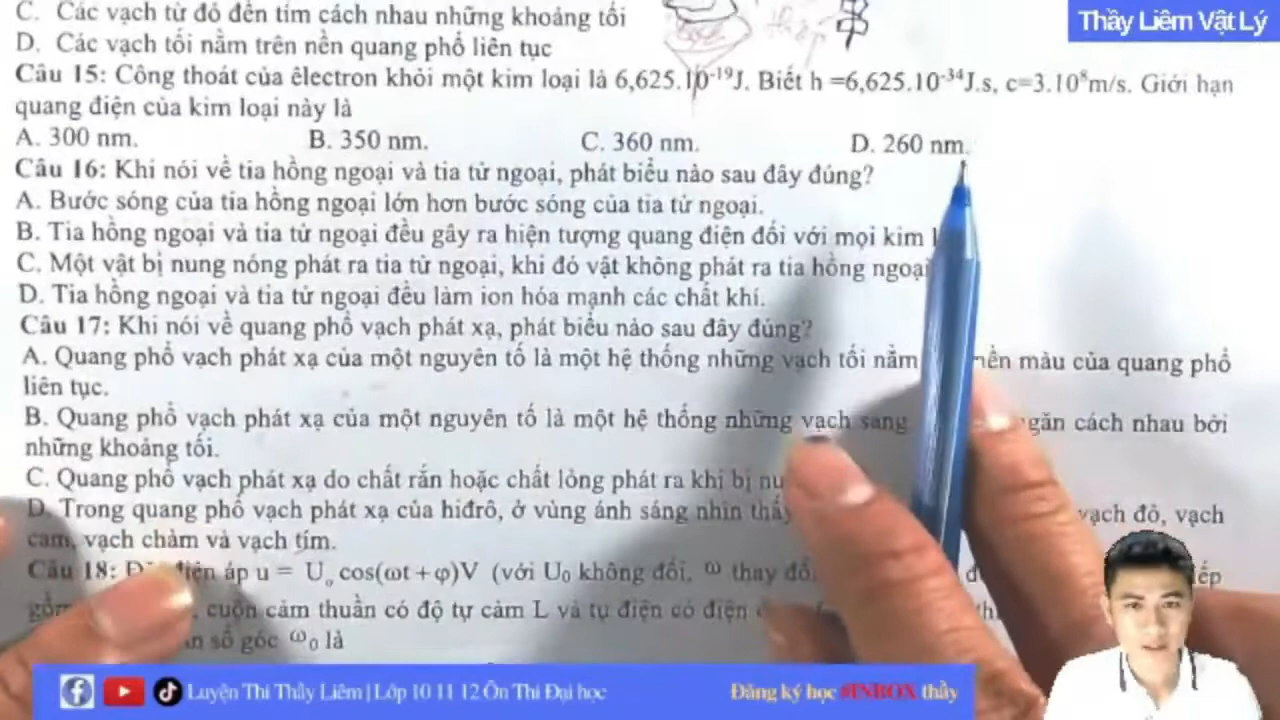 C. Các vạch từ đỏ đến tím cách nhau những khoảng tối
Thầy Liêm Vật Lý
D. Các vạch tối nằm trên nền quang phổ liên tục
Câu 15: Công thoát của êlectron khỏi một kim loại là 6,625.10⁻¹⁹J. Biết h =6,625.10⁻³⁴J.s, c=3.10⁸m/s. Giới hạn
quang điện của kim loại này là
A. 300 nm. B. 350 nm. C. 360 nm. D. 260 nm.
Câu 16: Khi nói về tia hồng ngoại và tia tử ngoại, phát biểu nào sau đây đúng?
A. Bước sóng của tia hồng ngoại lớn hơn bước sóng của tia tử ngoại.
B. Tia hồng ngoại và tia tử ngoại đều gây ra hiện tượng quang điện đối với mọi kim
C. Một vật bị nung nóng phát ra tia tử ngoại, khi đó vật không phát ra tia hồng ngoại
D. Tia hồng ngoại và tia tử ngoại đều làm ion hóa mạnh các chất khí.
Câu 17: Khi nói về quang phổ vạch phát xạ, phát biểu nào sau đây đúng?
A. Quang phổ vạch phát xạ của một nguyên tố là một hệ thống những vạch tối nằm nền màu của quang phổ
liên tục.
B. Quang phổ vạch phát xạ của một nguyên tố là một hệ thống những vạch sang ngăn cách nhau bởi
những khoảng tối.
C. Quang phổ vạch phát xạ do chất rắn hoặc chất lỏng phát ra khi bị
D. Trong quang phổ vạch phát xạ của hiđrô, ở vùng ánh sáng nhìn thấy vạch đỏ, vạch
cam, vạch chàm và vạch tím.
Câu 18: điện áp u = U₀ cos(ωt + φ)V (với U₀ không đổi, ω thay
cuộn cảm thuần có độ tự cảm L và tụ điện có điện
số góc ω₀ là
Luyện Thi Thầy Liêm | Lớp 10 11 12 Ôn Thi Đại học Đăng ký học #INBOX thầy